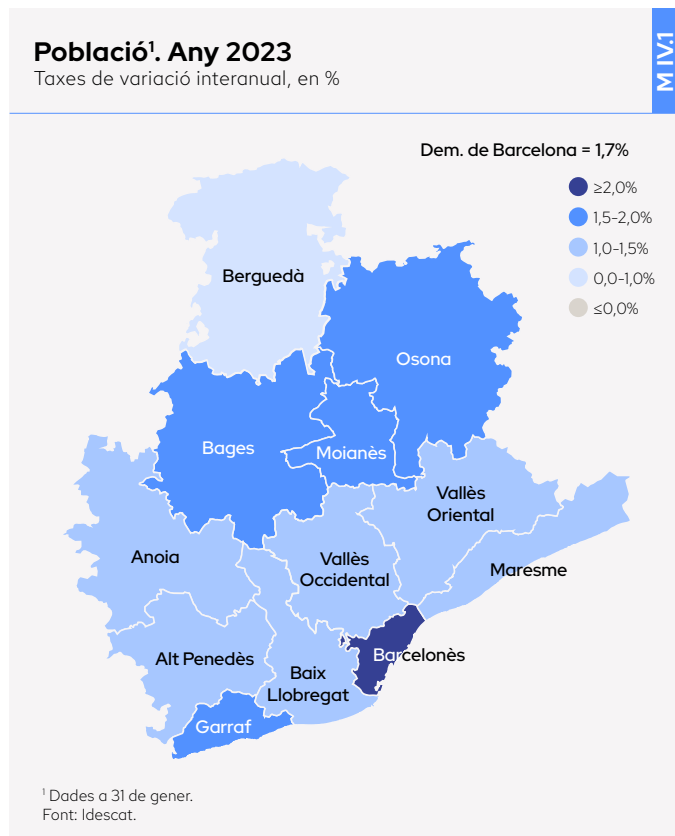 Població¹. Any 2023
Taxes de variació interanual, en %
M IV.1
Dem. de Barcelona = 1,7%
≥2,0%
1,5-2,0%
1,0-1,5%
0,0-1,0%
≤0,0%
Berguedà
Osona
Bages
Moianès
Vallès
Oriental
Anoia
Vallès
Occidental
Maresme
Alt Penedès
Barcelonès
Baix
Llobregat
Garraf
¹ Dades a 31 de gener.
Font: Idescat.